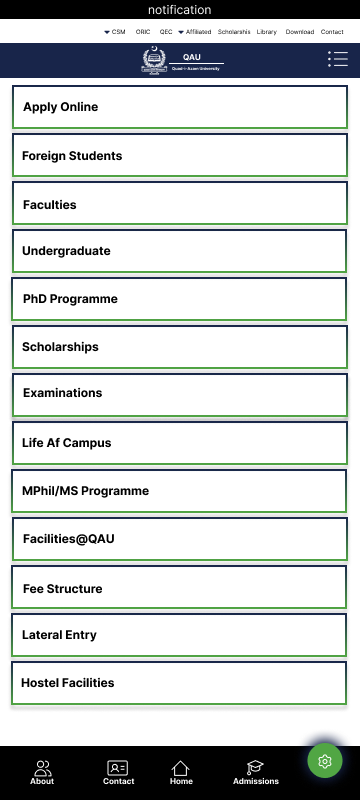 notification
CSM ORIC QEC Affiliated Scholarshis Library Download Contact
QAU
Quad-i-Azam University
Apply Online
Foreign Students
Faculties
Undergraduate
PhD Programme
Scholarships
Examinations
Life Af Campus
MPhil/MS Programme
Facilities@QAU
Fee Structure
Lateral Entry
Hostel Facilities
About Contact Home Admissions